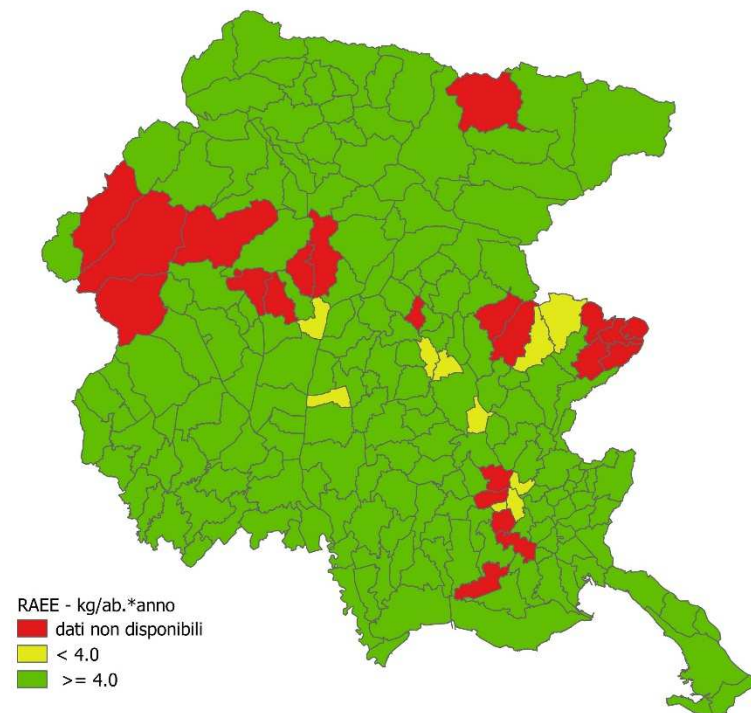 RAEE - kg/ab.*anno
dati non disponibili
< 4.0
>= 4.0